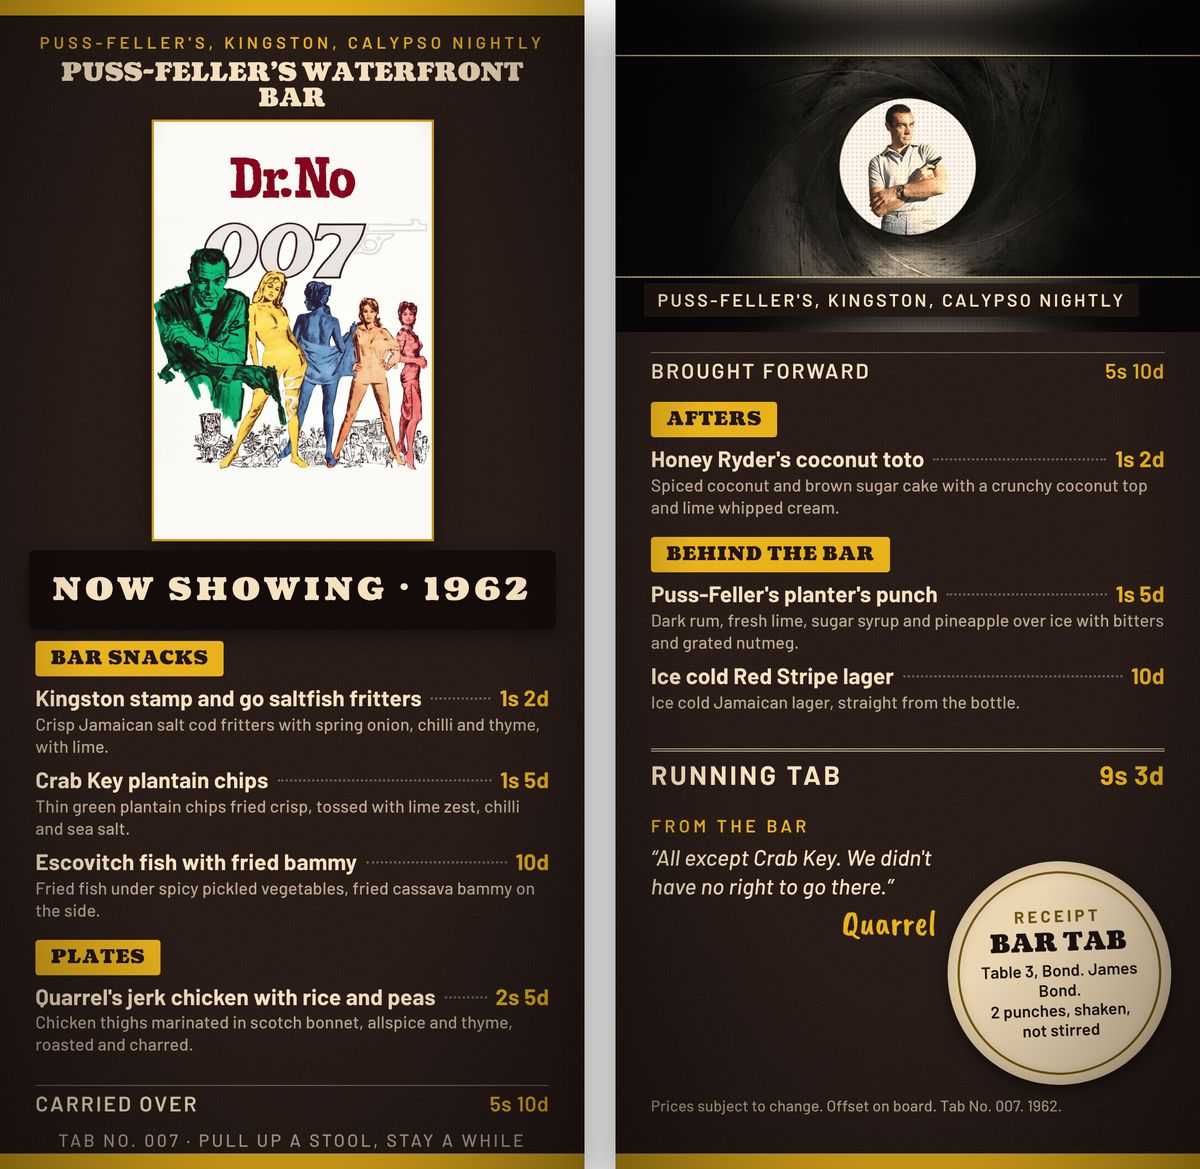 PUSS-FELLER'S, KINGSTON, CALYPSO NIGHTLY
PUSS-FELLER'S WATERFRONT
BAR
Dr. No
007
NOW SHOWING · 1962
BAR SNACKS
Kingston stamp and go saltfish fritters 1s 2d
Crisp Jamaican salt cod fritters with spring onion, chilli and thyme,
with lime.
Crab Key plantain chips 1s 5d
Thin green plantain chips fried crisp, tossed with lime zest, chilli
and sea salt.
Escovitch fish with fried bammy 10d
Fried fish under spicy pickled vegetables, fried cassava bammy on
the side.
PLATES
Quarrel's jerk chicken with rice and peas 2s 5d
Chicken thighs marinated in scotch bonnet, allspice and thyme,
roasted and charred.
CARRIED OVER 5s 10d
TAB NO. 007 · PULL UP A STOOL, STAY A WHILE
PUSS-FELLER'S, KINGSTON, CALYPSO NIGHTLY
BROUGHT FORWARD 5s 10d
AFTERS
Honey Ryder's coconut toto 1s 2d
Spiced coconut and brown sugar cake with a crunchy coconut top
and lime whipped cream.
BEHIND THE BAR
Puss-Feller's planter's punch 1s 5d
Dark rum, fresh lime, sugar syrup and pineapple over ice with bitters
and grated nutmeg.
Ice cold Red Stripe lager 10d
Ice cold Jamaican lager, straight from the bottle.
RUNNING TAB 9s 3d
FROM THE BAR
“All except Crab Key. We didn't
have no right to go there.”
Quarrel
RECEIPT
BAR TAB
Table 3, Bond. James
Bond.
2 punches, shaken,
not stirred
Prices subject to change. Offset on board. Tab No. 007. 1962.